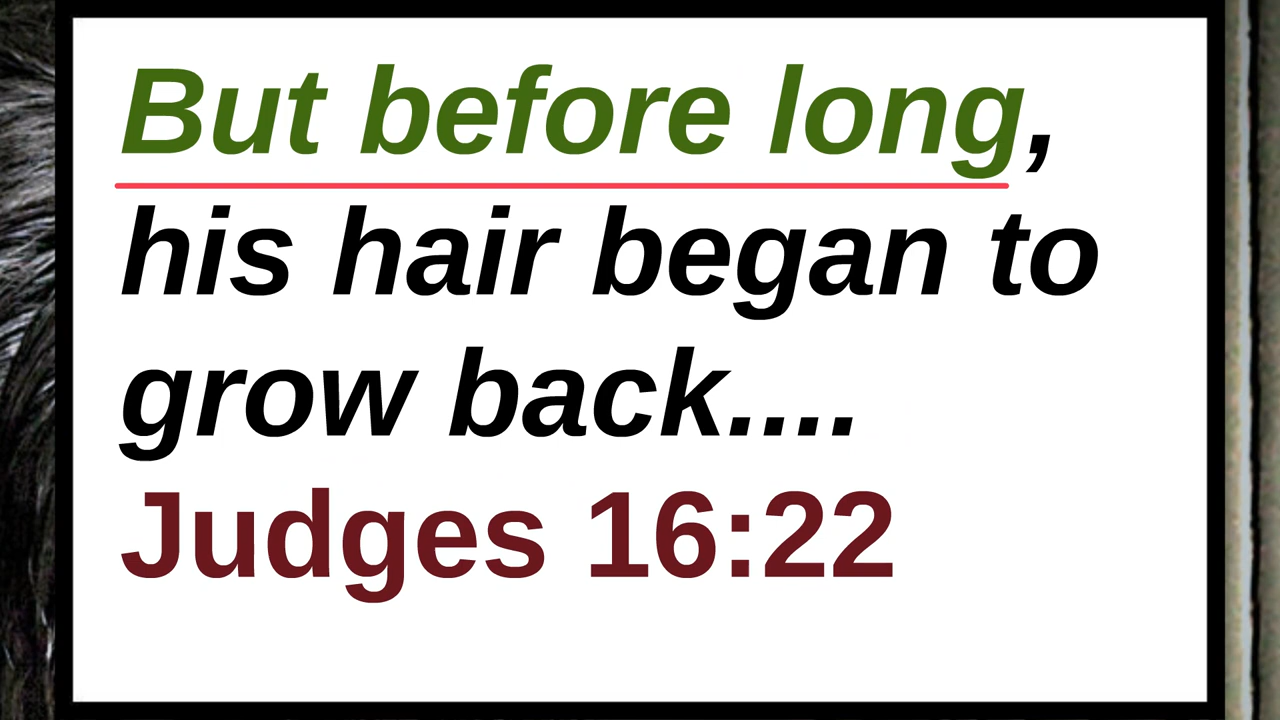 But before long,
his hair began to
grow back....
Judges 16:22